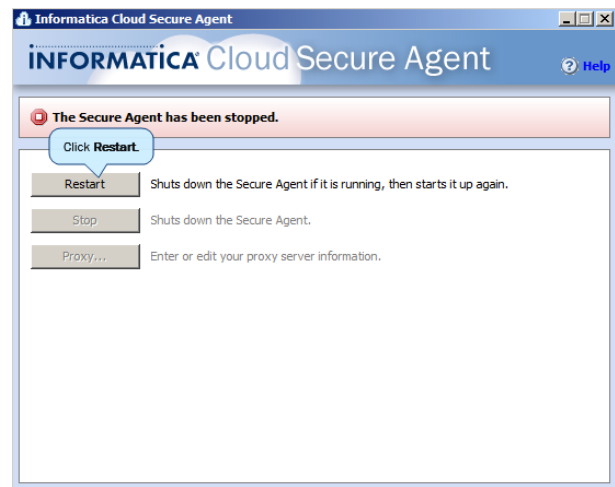 Informatica Cloud Secure Agent
INFORMATICA Cloud Secure Agent
Help
The Secure Agent has been stopped.
Click Restart.
Restart Shuts down the Secure Agent if it is running, then starts it up again.
Stop Shuts down the Secure Agent.
Proxy... Enter or edit your proxy server information.